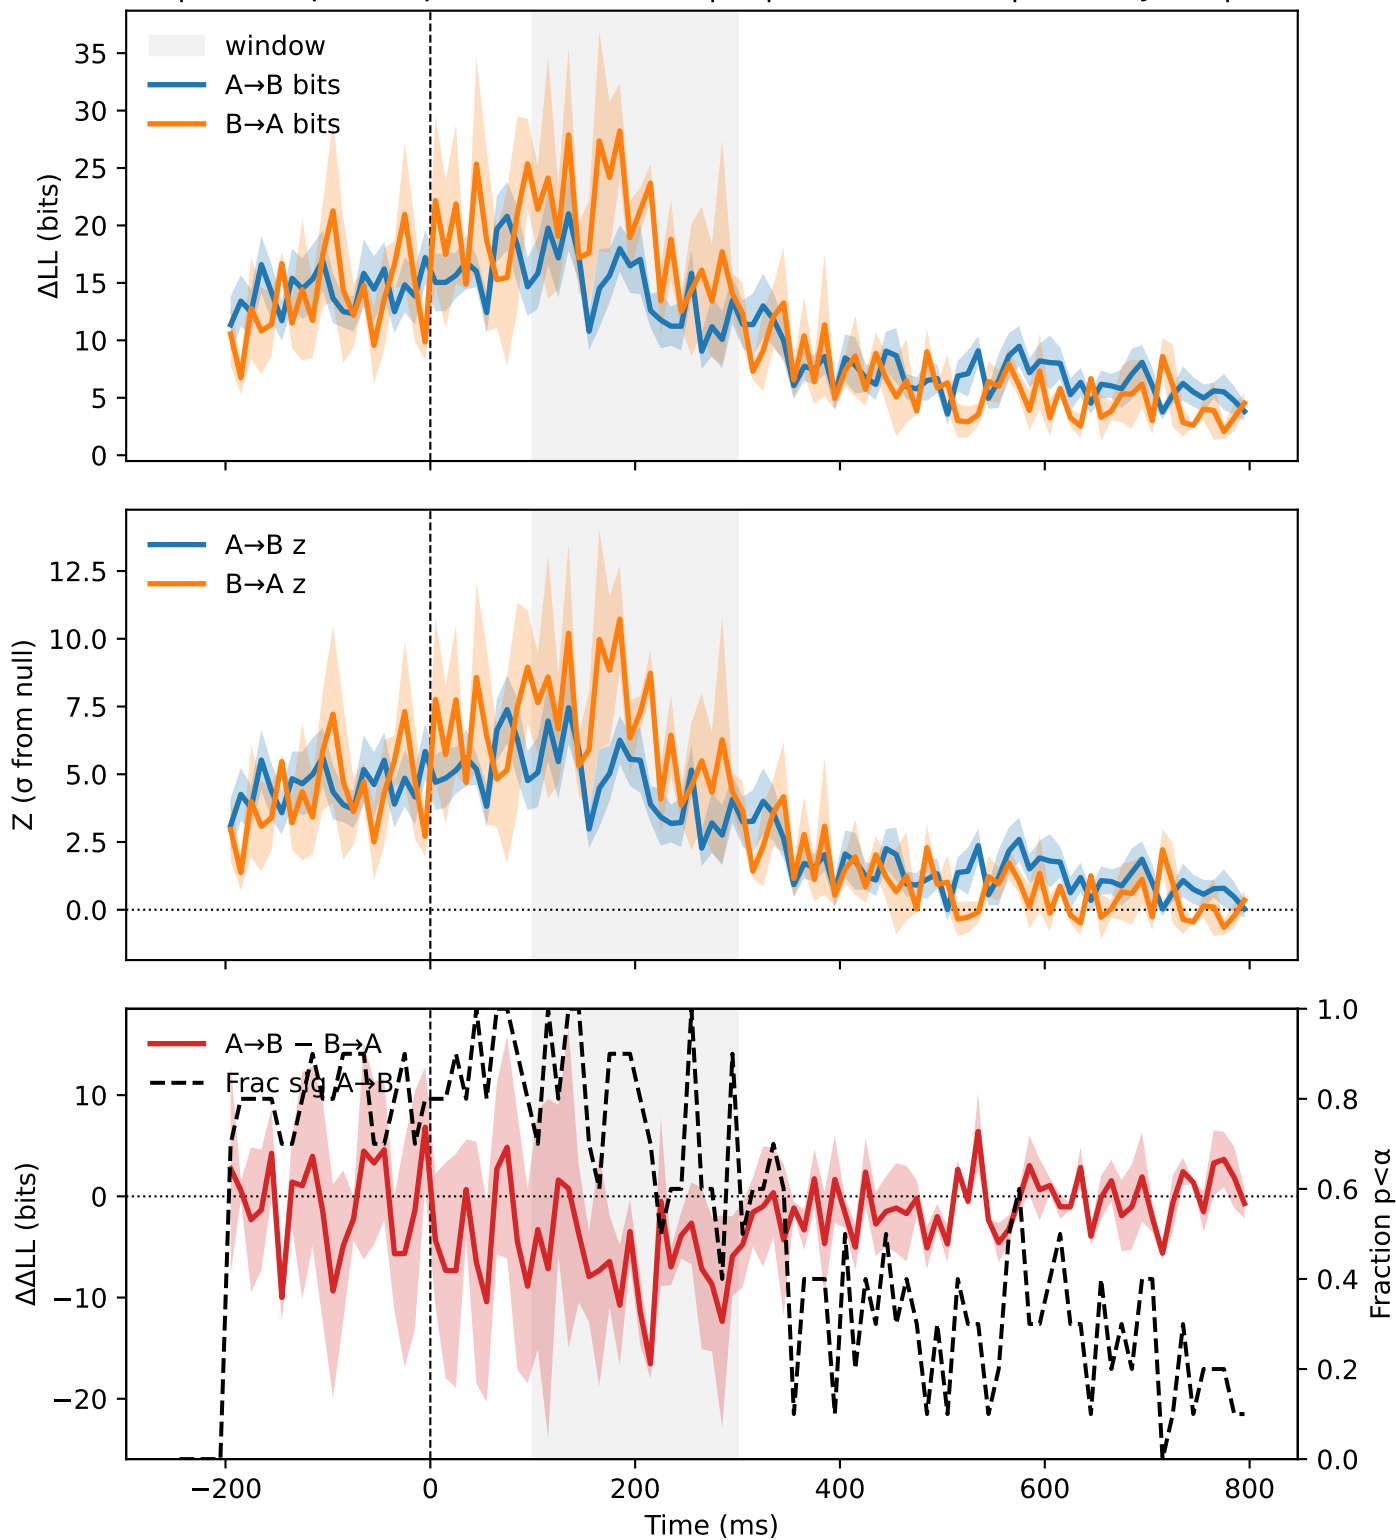 window
A→B bits
B→A bits
35
30
25
20
15
10
5
0
ΔLL (bits)
A→B z
B→A z
12.5
10.0
7.5
5.0
2.5
0.0
Z (σ from null)
A→B − B→A
Frac sig A→B
10
0
−10
−20
ΔΔLL (bits)
1.0
0.8
0.6
0.4
0.2
0.0
Fraction p<α
−200 0 200 400 600 800
Time (ms)